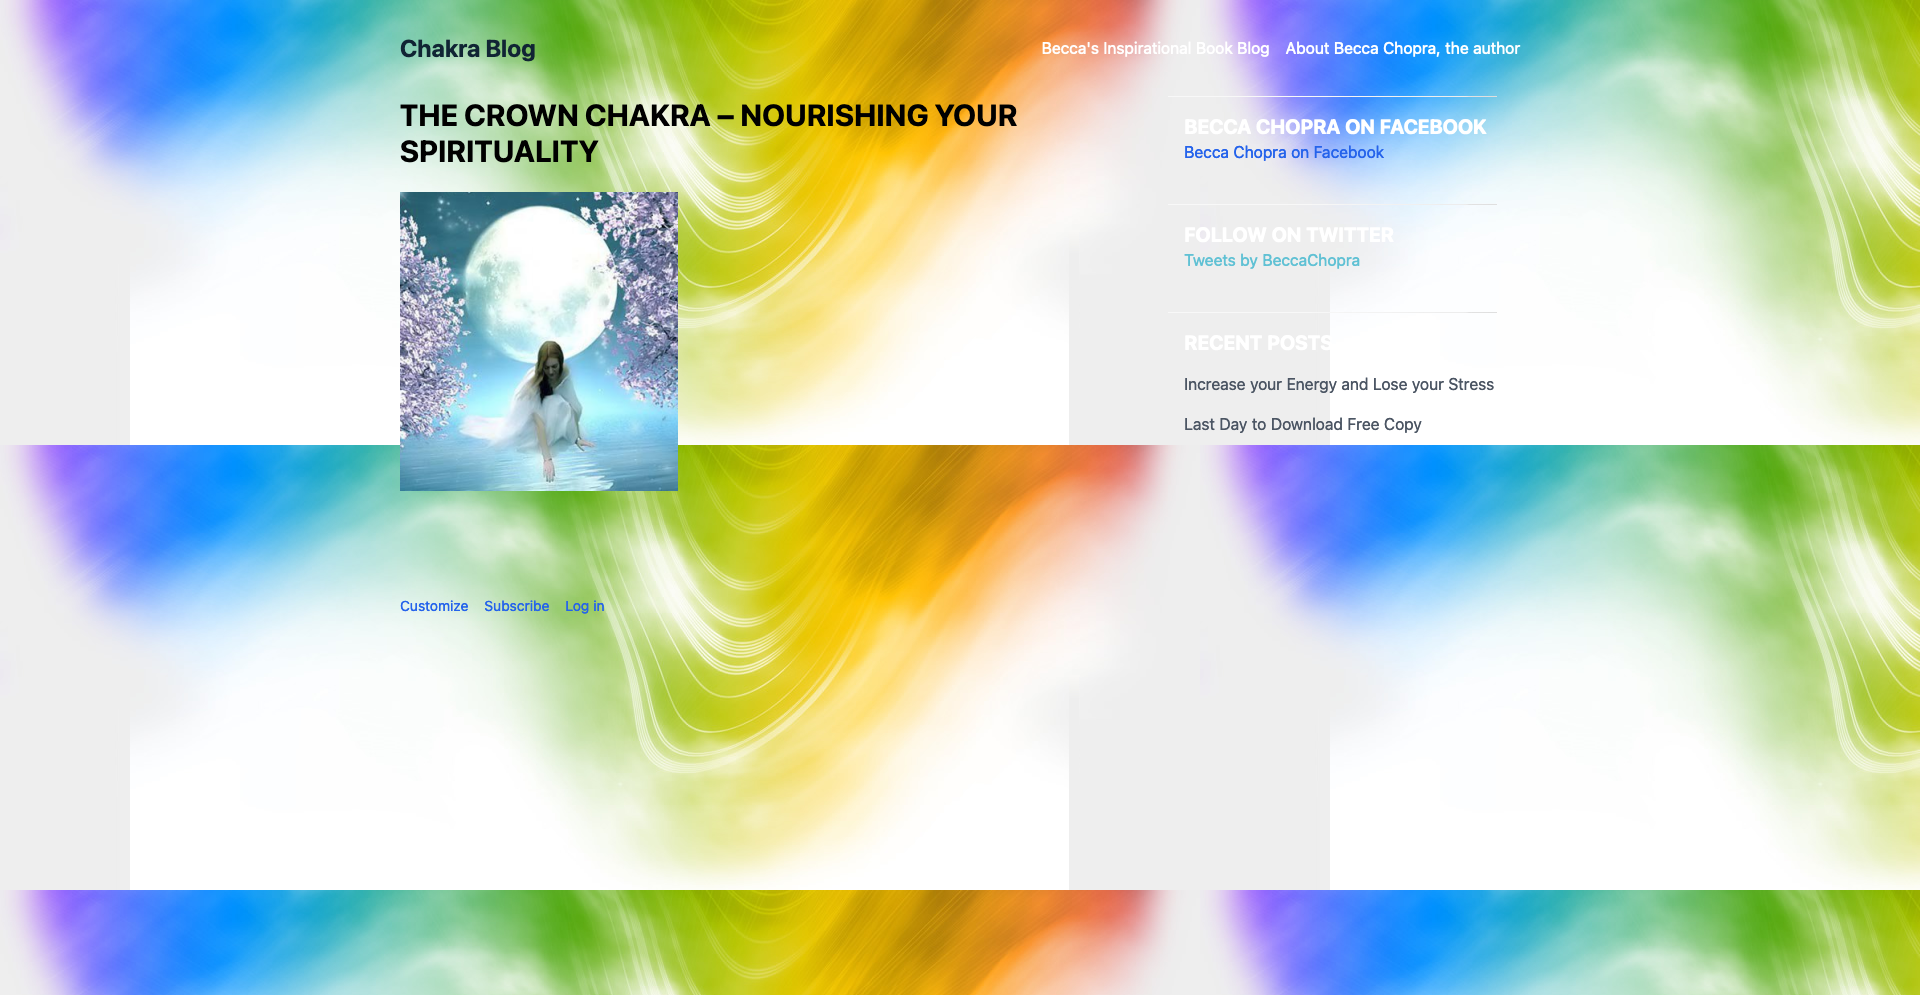 Chakra Blog
Becca's Inspirational Book Blog
About Becca Chopra, the author
THE CROWN CHAKRA – NOURISHING YOUR
SPIRITUALITY
BECCA CHOPRA ON FACEBOOK
Becca Chopra on Facebook
FOLLOW ON TWITTER
Tweets by BeccaChopra
RECENT POSTS
Increase your Energy and Lose your Stress
Last Day to Download Free Copy
Customize
Subscribe
Log in